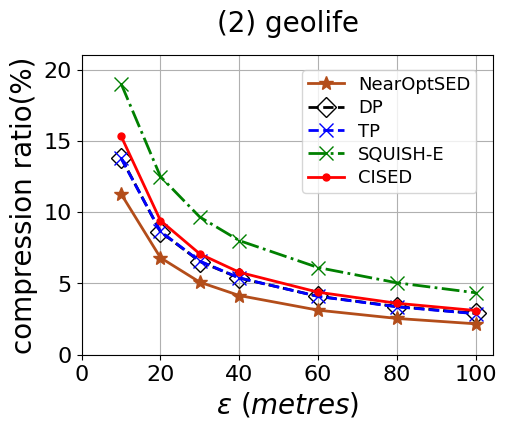 (2) geolife
compression ratio(%)
20
15
10
5
0
NearOptSED
DP
TP
SQUISH-E
CISED
0 20 40 60 80 100
ε (metres)